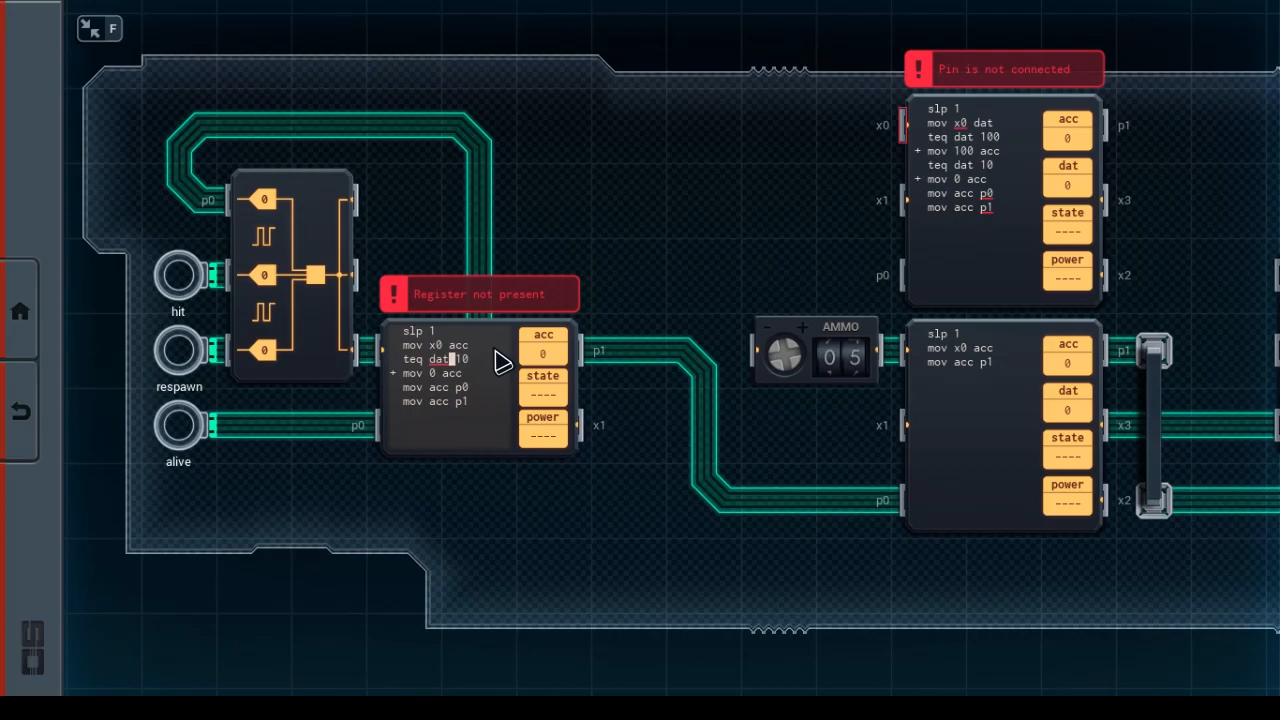 F
Pin is not connected
x0
slp 1
mov x0 dat
teq dat 100
+ mov 100 acc
teq dat 10
+ mov 0 acc
mov acc p0
mov acc p1
acc
0
dat
0
state
----
power
----
p1
x1
x3
p0
x2
p0
0
0
0
hit
respawn
alive
Register not present
slp 1
mov x0 acc
teq dat 10
+ mov 0 acc
mov acc p0
mov acc p1
acc
0
state
----
power
----
p1
p0
x1
- +
AMMO
05
slp 1
mov x0 acc
mov acc p1
acc
0
dat
0
state
----
power
----
p1
x1
x3
p0
x2